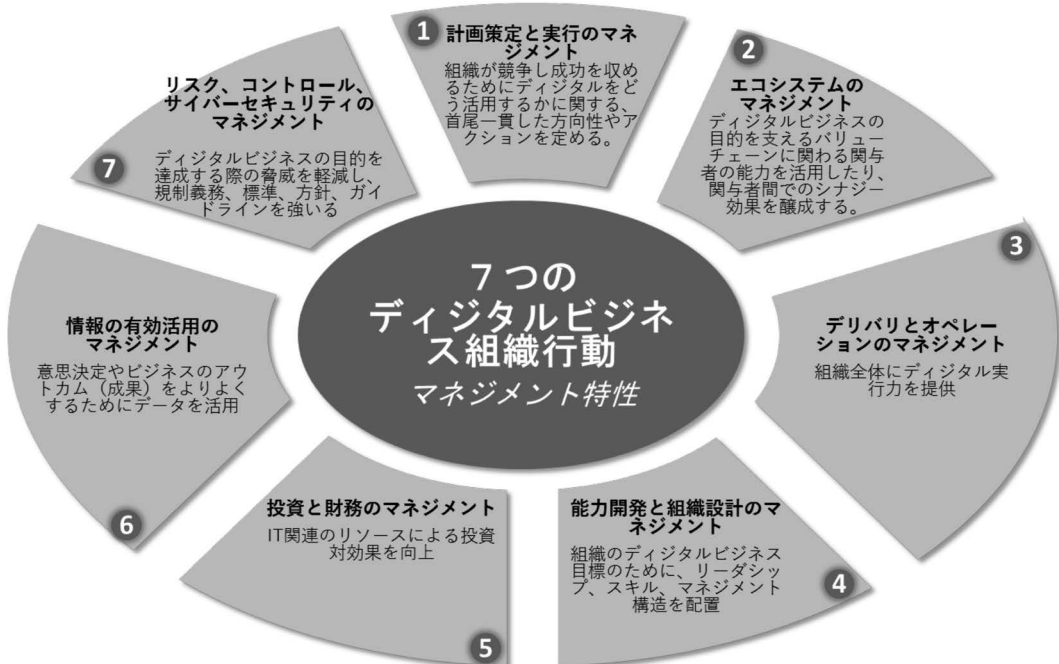 1
計画策定と実行のマネ
ジメント
組織が競争し成功を収め
るためにディジタルをど
う活用するかに関する、
首尾一貫した方向性やア
クションを定める。
2
エコシステムの
マネジメント
ディジタルビジネスの
目的を支えるバリュー
チェーンに関わる関与
者の能力を活用したり、
関与者間でのシナジー
効果を醸成する。
3
デリバリとオペレー
ションのマネジメント
組織全体にディジタル実
行力を提供
能力開発と組織設計のマ
ネジメント
組織のディジタルビジネス
目標のために、リーダシッ
プ、スキル、マネジメント
構造を配置
4
投資と財務のマネジメント
IT関連のリソースによる投資
対効果を向上
5
情報の有効活用の
マネジメント
意思決定やビジネスのアウ
トカム（成果）をよりよく
するためにデータを活用
6
リスク、コントロール、
サイバーセキュリティの
マネジメント
7
ディジタルビジネスの目的を
達成する際の脅威を軽減し、
規制義務、標準、方針、ガイ
ドラインを強いる
７つの
ディジタルビジネ
ス組織行動
マネジメント特性